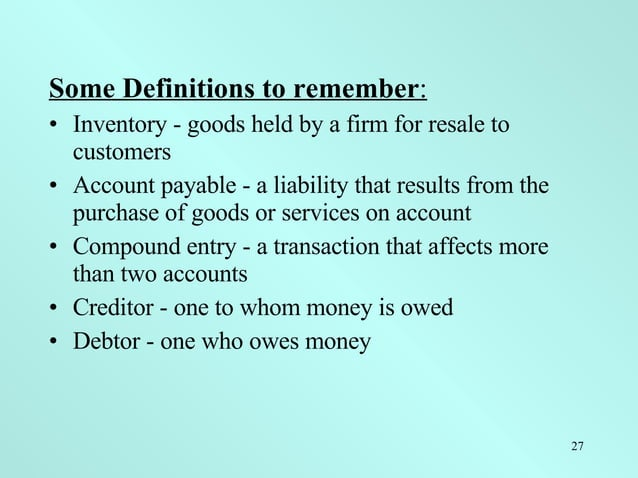 Some Definitions to remember:
• Inventory - goods held by a firm for resale to
customers
• Account payable - a liability that results from the
purchase of goods or services on account
• Compound entry - a transaction that affects more
than two accounts
• Creditor - one to whom money is owed
• Debtor - one who owes money
27